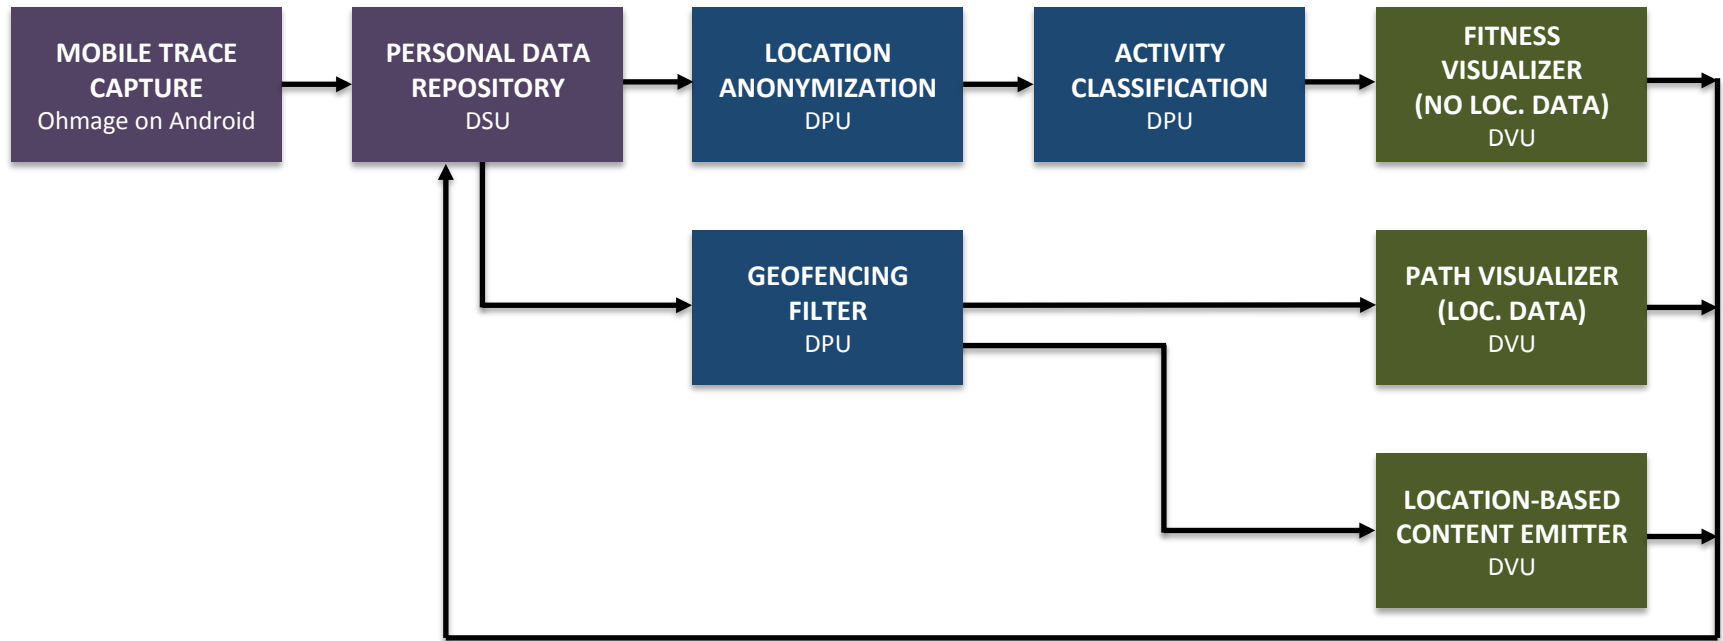 MOBILE TRACE
CAPTURE
Ohmage on Android
PERSONAL DATA
REPOSITORY
DSU
LOCATION
ANONYMIZATION
DPU
ACTIVITY
CLASSIFICATION
DPU
FITNESS
VISUALIZER
(NO LOC. DATA)
DVU
GEOFENCING
FILTER
DPU
PATH VISUALIZER
(LOC. DATA)
DVU
LOCATION-BASED
CONTENT EMITTER
DVU